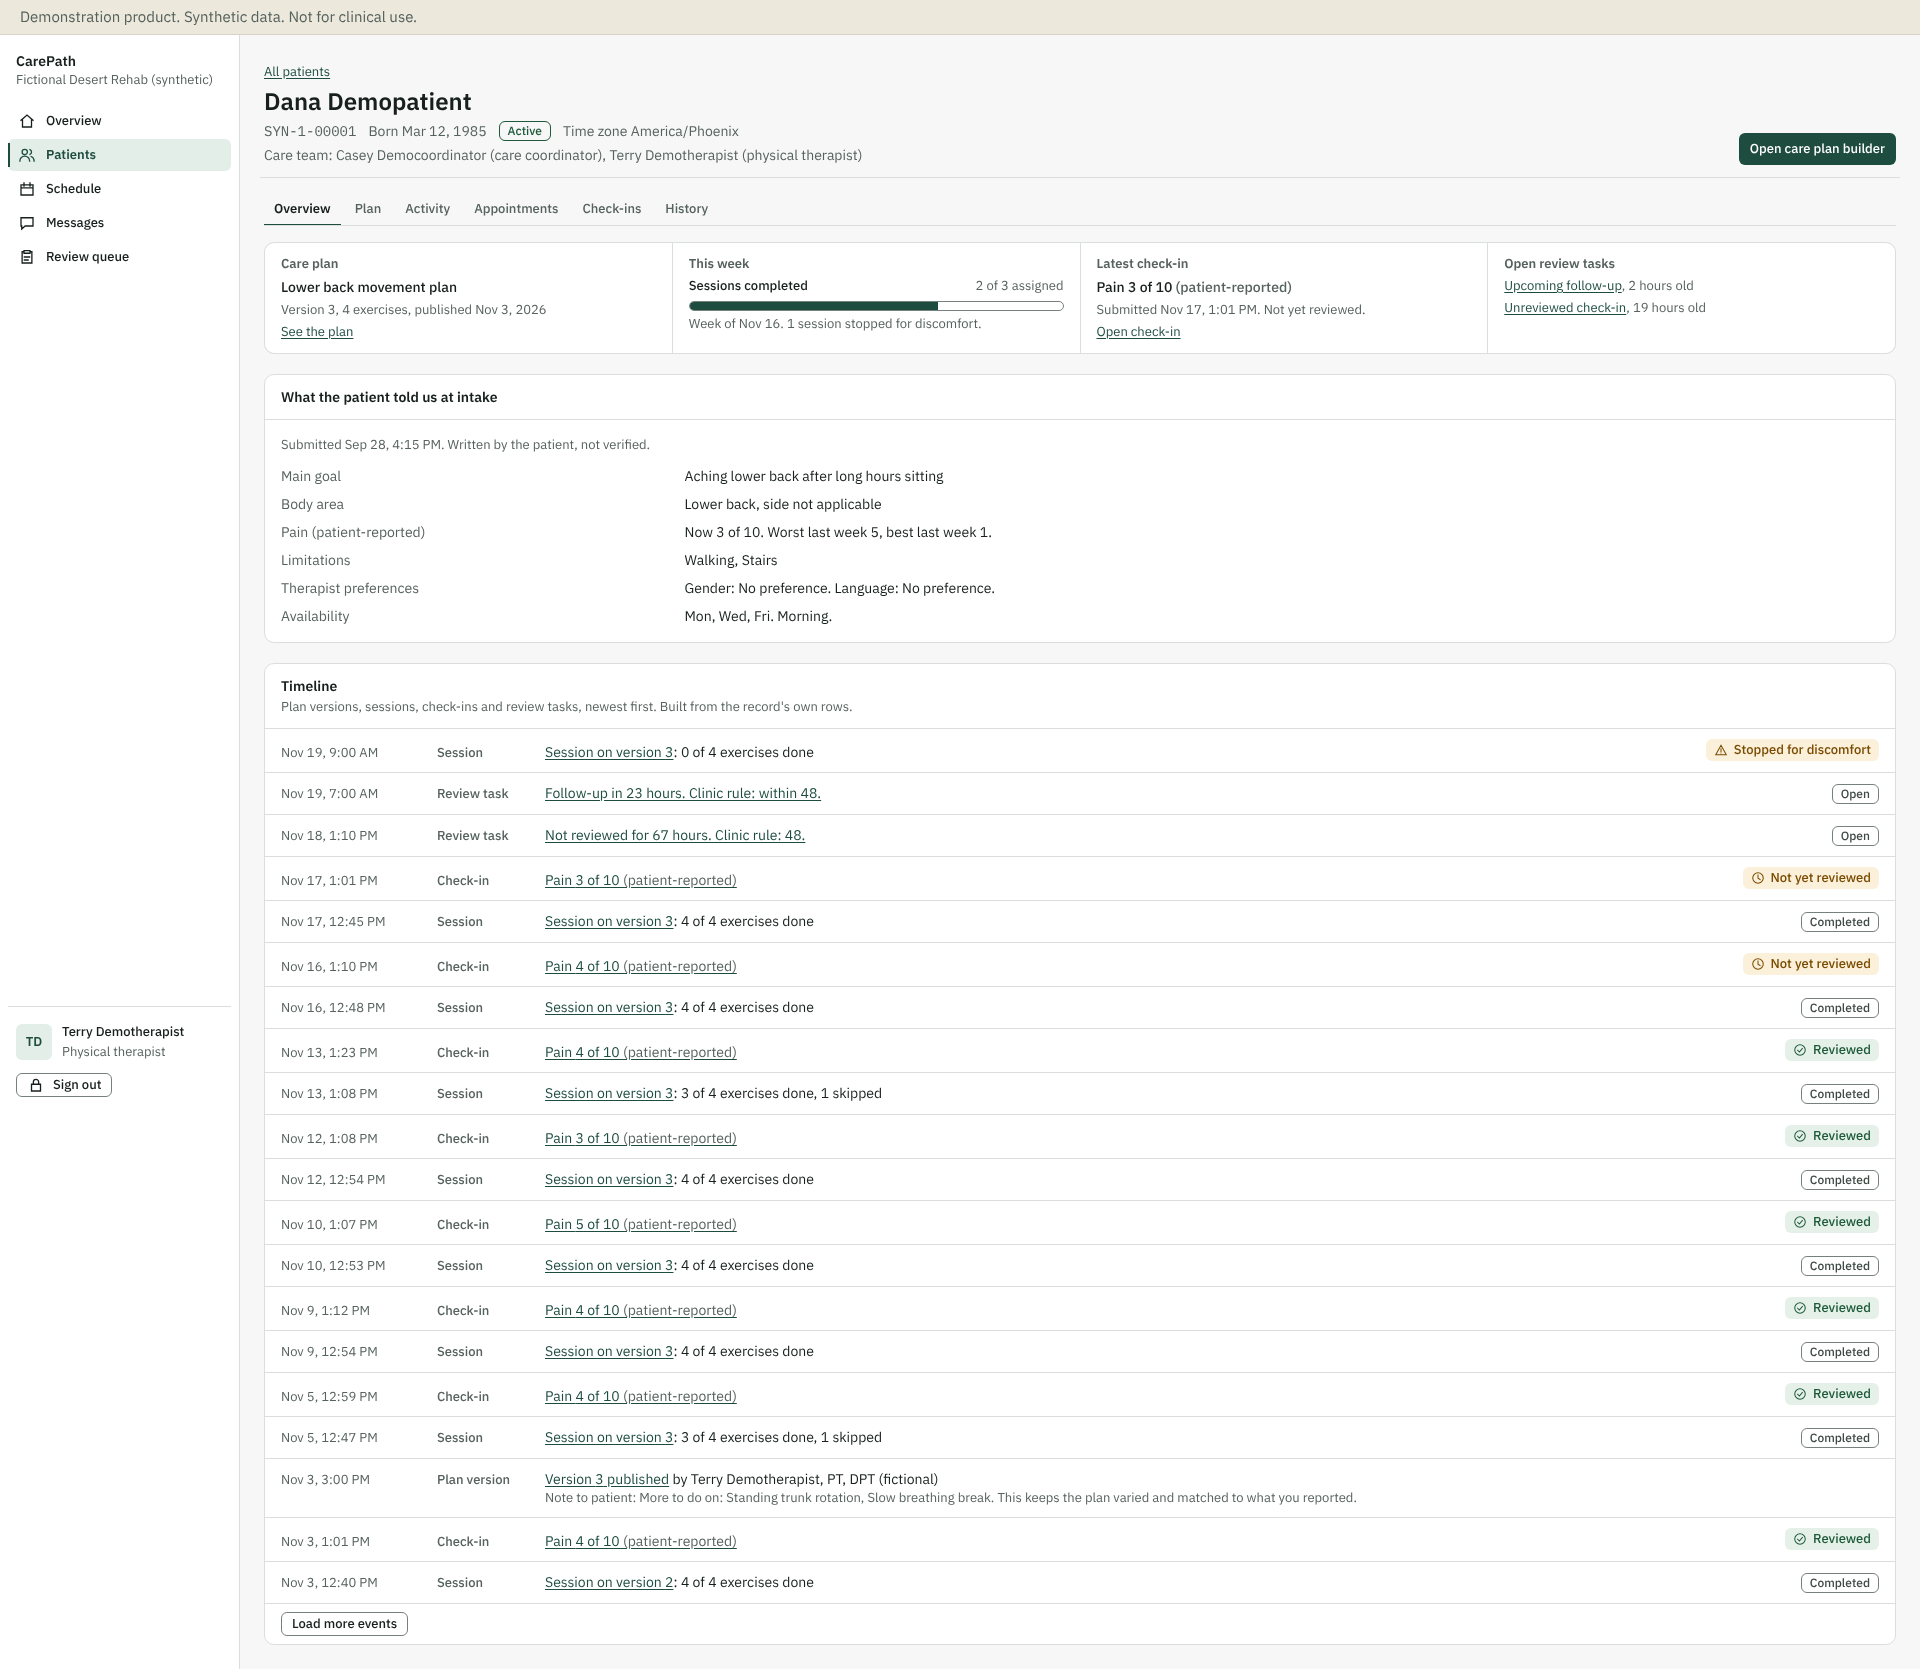 Demonstration product. Synthetic data. Not for clinical use.
CarePath
Fictional Desert Rehab (synthetic)
Overview
Patients
Schedule
Messages
Review queue
Terry Demotherapist
TD
Physical therapist
Sign out
All patients
Dana Demopatient
SYN-1-00001 Born Mar 12, 1985 Active Time zone America/Phoenix
Care team: Casey Democoordinator (care coordinator), Terry Demotherapist (physical therapist)
Open care plan builder
Overview Plan Activity Appointments Check-ins History
Care plan
Lower back movement plan
Version 3, 4 exercises, published Nov 3, 2026
See the plan
This week
Sessions completed 2 of 3 assigned
Week of Nov 16. 1 session stopped for discomfort.
Latest check-in
Pain 3 of 10 (patient-reported)
Submitted Nov 17, 1:01 PM. Not yet reviewed.
Open check-in
Open review tasks
Upcoming follow-up, 2 hours old
Unreviewed check-in, 19 hours old
What the patient told us at intake
Submitted Sep 28, 4:15 PM. Written by the patient, not verified.
Main goal Aching lower back after long hours sitting
Body area Lower back, side not applicable
Pain (patient-reported) Now 3 of 10. Worst last week 5, best last week 1.
Limitations Walking, Stairs
Therapist preferences Gender: No preference. Language: No preference.
Availability Mon, Wed, Fri. Morning.
Timeline
Plan versions, sessions, check-ins and review tasks, newest first. Built from the record's own rows.
Nov 19, 9:00 AM Session Session on version 3: 0 of 4 exercises done Stopped for discomfort
Nov 19, 7:00 AM Review task Follow-up in 23 hours. Clinic rule: within 48. Open
Nov 18, 1:10 PM Review task Not reviewed for 67 hours. Clinic rule: 48. Open
Nov 17, 1:01 PM Check-in Pain 3 of 10 (patient-reported) Not yet reviewed
Nov 17, 12:45 PM Session Session on version 3: 4 of 4 exercises done Completed
Nov 16, 1:10 PM Check-in Pain 4 of 10 (patient-reported) Not yet reviewed
Nov 16, 12:48 PM Session Session on version 3: 4 of 4 exercises done Completed
Nov 13, 1:23 PM Check-in Pain 4 of 10 (patient-reported) Reviewed
Nov 13, 1:08 PM Session Session on version 3: 3 of 4 exercises done, 1 skipped Completed
Nov 12, 1:08 PM Check-in Pain 3 of 10 (patient-reported) Reviewed
Nov 12, 12:54 PM Session Session on version 3: 4 of 4 exercises done Completed
Nov 10, 1:07 PM Check-in Pain 5 of 10 (patient-reported) Reviewed
Nov 10, 12:53 PM Session Session on version 3: 4 of 4 exercises done Completed
Nov 9, 1:12 PM Check-in Pain 4 of 10 (patient-reported) Reviewed
Nov 9, 12:54 PM Session Session on version 3: 4 of 4 exercises done Completed
Nov 5, 12:59 PM Check-in Pain 4 of 10 (patient-reported) Reviewed
Nov 5, 12:47 PM Session Session on version 3: 3 of 4 exercises done, 1 skipped Completed
Nov 3, 3:00 PM Plan version Version 3 published by Terry Demotherapist, PT, DPT (fictional)
Note to patient: More to do on: Standing trunk rotation, Slow breathing break. This keeps the plan varied and matched to what you reported.
Nov 3, 1:01 PM Check-in Pain 4 of 10 (patient-reported) Reviewed
Nov 3, 12:40 PM Session Session on version 2: 4 of 4 exercises done Completed
Load more events